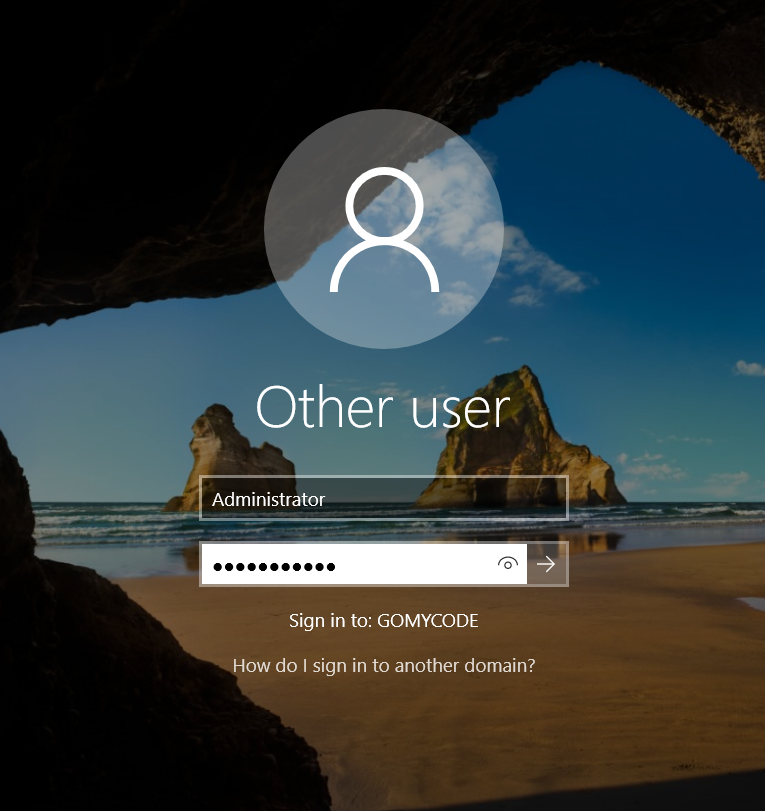 Other user
Administrator
●●●●●●●●●●●
Sign in to: GOMYCODE
How do I sign in to another domain?